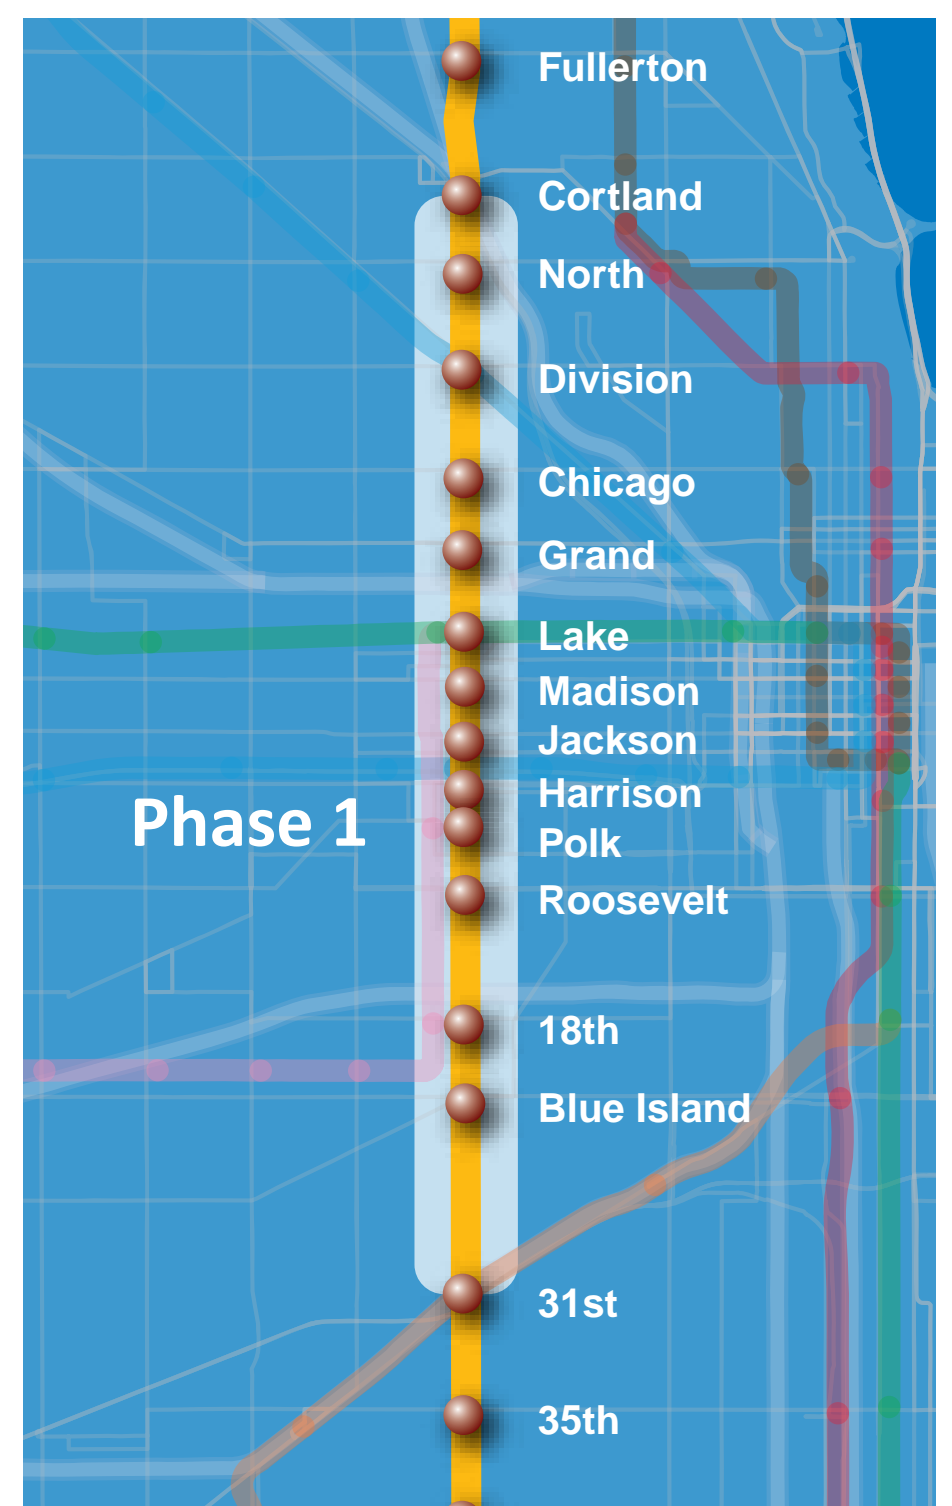 Fullerton
Cortland
North
Division
Chicago
Grand
Lake
Madison
Jackson
Harrison
Phase 1
Polk
Roosevelt
18th
Blue Island
31st
35th